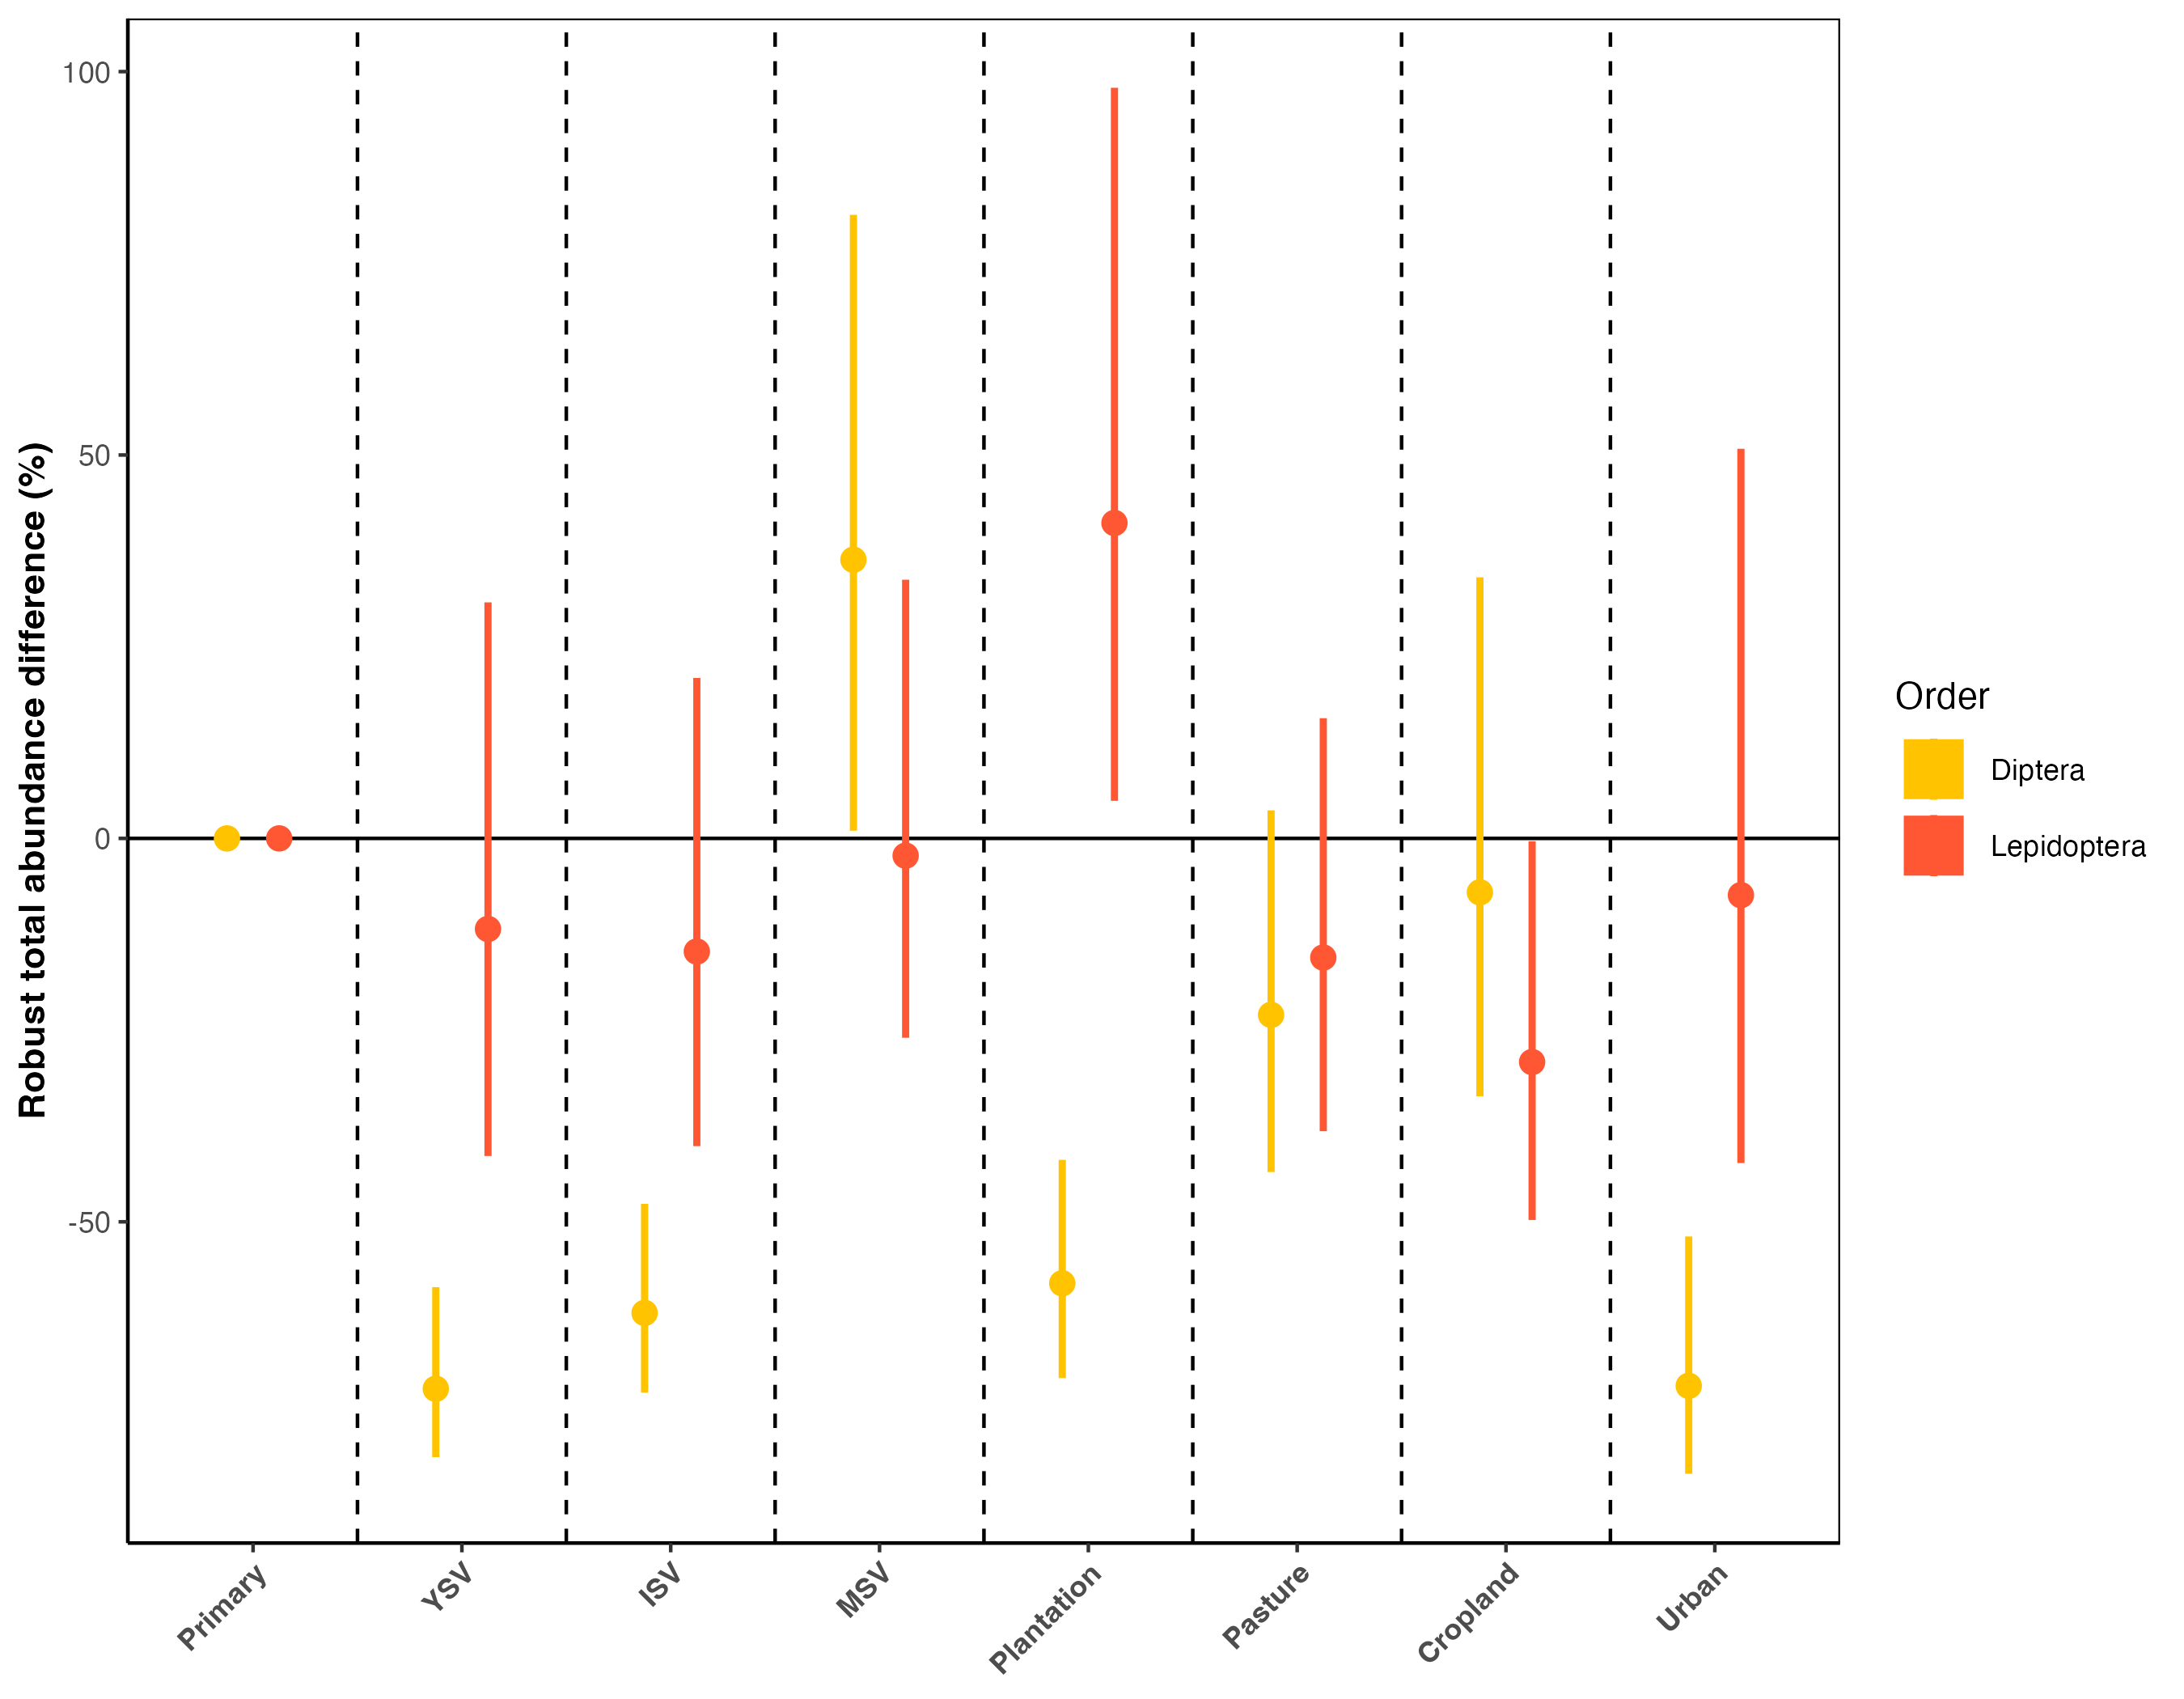 Robust total abundance difference (%)
100
50
0
-50
Primary
YSV
ISV
MSV
Plantation
Pasture
Cropland
Urban
Order
Diptera
Lepidoptera